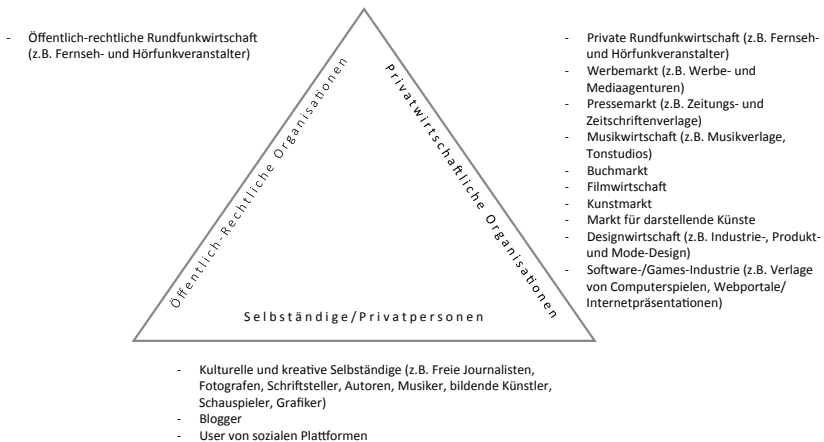 - Öffentlich-rechtliche Rundfunkwirtschaft
(z.B. Fernseh- und Hörfunkveranstalter)
Öffentlich-Rechtliche Organisationen
Privatwirtschaftliche Organisationen
Selbständige/Privatpersonen
- Private Rundfunkwirtschaft (z.B. Fernseh-
und Hörfunkveranstalter)
- Werbemarkt (z.B. Werbe- und
Mediaagenturen)
- Pressemarkt (z.B. Zeitungs- und
Zeitschriftenverlage)
- Musikwirtschaft (z.B. Musikverlage,
Tonstudios)
- Buchmarkt
- Filmwirtschaft
- Kunstmarkt
- Markt für darstellende Künste
- Designwirtschaft (z.B. Industrie-, Produkt-
und Mode-Design)
- Software-/Games-Industrie (z.B. Verlage
von Computerspielen, Webportale/
Internetpräsentationen)
- Kulturelle und kreative Selbständige (z.B. Freie Journalisten,
Fotografen, Schriftsteller, Autoren, Musiker, bildende Künstler,
Schauspieler, Grafiker)
- Blogger
- User von sozialen Plattformen